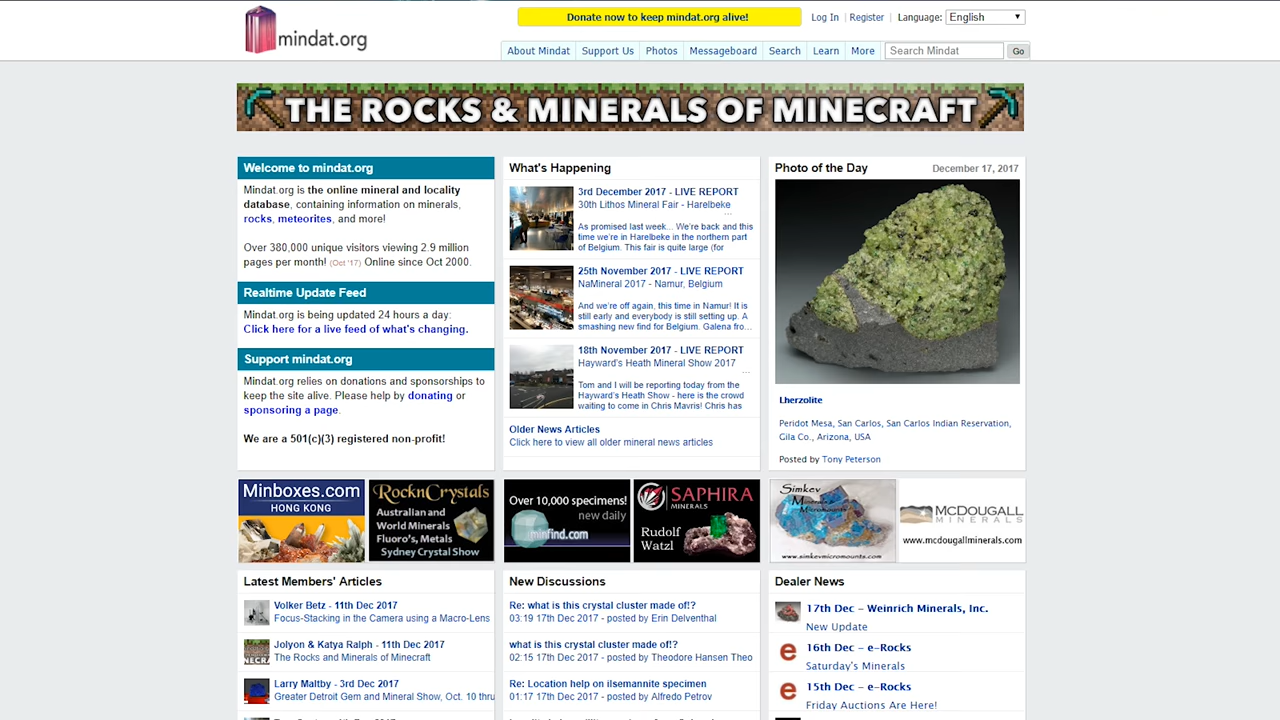 mindat.org
Donate now to keep mindat.org alive!
Log In | Register | Language: English
About Mindat Support Us Photos Messageboard Search Learn More Search Mindat Go
THE ROCKS & MINERALS OF MINECRAFT
Welcome to mindat.org
Mindat.org is the online mineral and locality
database, containing information on minerals,
rocks, meteorites, and more!
Over 380,000 unique visitors viewing 2.9 million
pages per month! (Oct '17) Online since Oct 2000.
Realtime Update Feed
Mindat.org is being updated 24 hours a day:
Click here for a live feed of what's changing.
Support mindat.org
Mindat.org relies on donations and sponsorships to
keep the site alive. Please help by donating or
sponsoring a page.
We are a 501(c)(3) registered non-profit!
What's Happening
3rd December 2017 - LIVE REPORT
30th Lithos Mineral Fair - Harelbeke
...
As promised last week... We're back and this
time we're in Harelbeke in the northern part
of Belgium. This fair is quite large (for
25th November 2017 - LIVE REPORT
NaMineral 2017 - Namur, Belgium
And we're off again, this time in Namur! It is
still early and everybody is still setting up. A
smashing new find for Belgium. Galena fro...
18th November 2017 - LIVE REPORT
Hayward's Heath Mineral Show 2017
...
Tom and I will be reporting today from the
Hayward's Heath Show - here is the crowd
waiting to come in Chris Mavris! Chris has
Older News Articles
Click here to view all older mineral news articles
Photo of the Day December 17, 2017
Lherzolite
Peridot Mesa, San Carlos, San Carlos Indian Reservation,
Gila Co., Arizona, USA
Posted by Tony Peterson
Minboxes.com
HONG KONG
RocknCrystals
Australian and
World Minerals
Fluoro's, Metals
Sydney Crystal Show
Over 10,000 specimens!
new daily
minfind.com
SAPHIRA
MINERALS
Rudolf
Watzl
Simkev
Minerals
Micromounts
www.simkevmicromounts.com
MCDOUGALL
MINERALS
www.mcdougallminerals.com
Latest Members' Articles
Volker Betz - 11th Dec 2017
Focus-Stacking in the Camera using a Macro-Lens
Jolyon & Katya Ralph - 11th Dec 2017
The Rocks and Minerals of Minecraft
Larry Maltby - 3rd Dec 2017
Greater Detroit Gem and Mineral Show, Oct. 10 thru
New Discussions
Re: what is this crystal cluster made of!?
03:19 17th Dec 2017 - posted by Erin Delventhal
what is this crystal cluster made of!?
02:15 17th Dec 2017 - posted by Theodore Hansen Theo
Re: Location help on ilsemannite specimen
01:17 17th Dec 2017 - posted by Alfredo Petrov
Dealer News
17th Dec - Weinrich Minerals, Inc.
New Update
16th Dec - e-Rocks
Saturday's Minerals
15th Dec - e-Rocks
Friday Auctions Are Here!